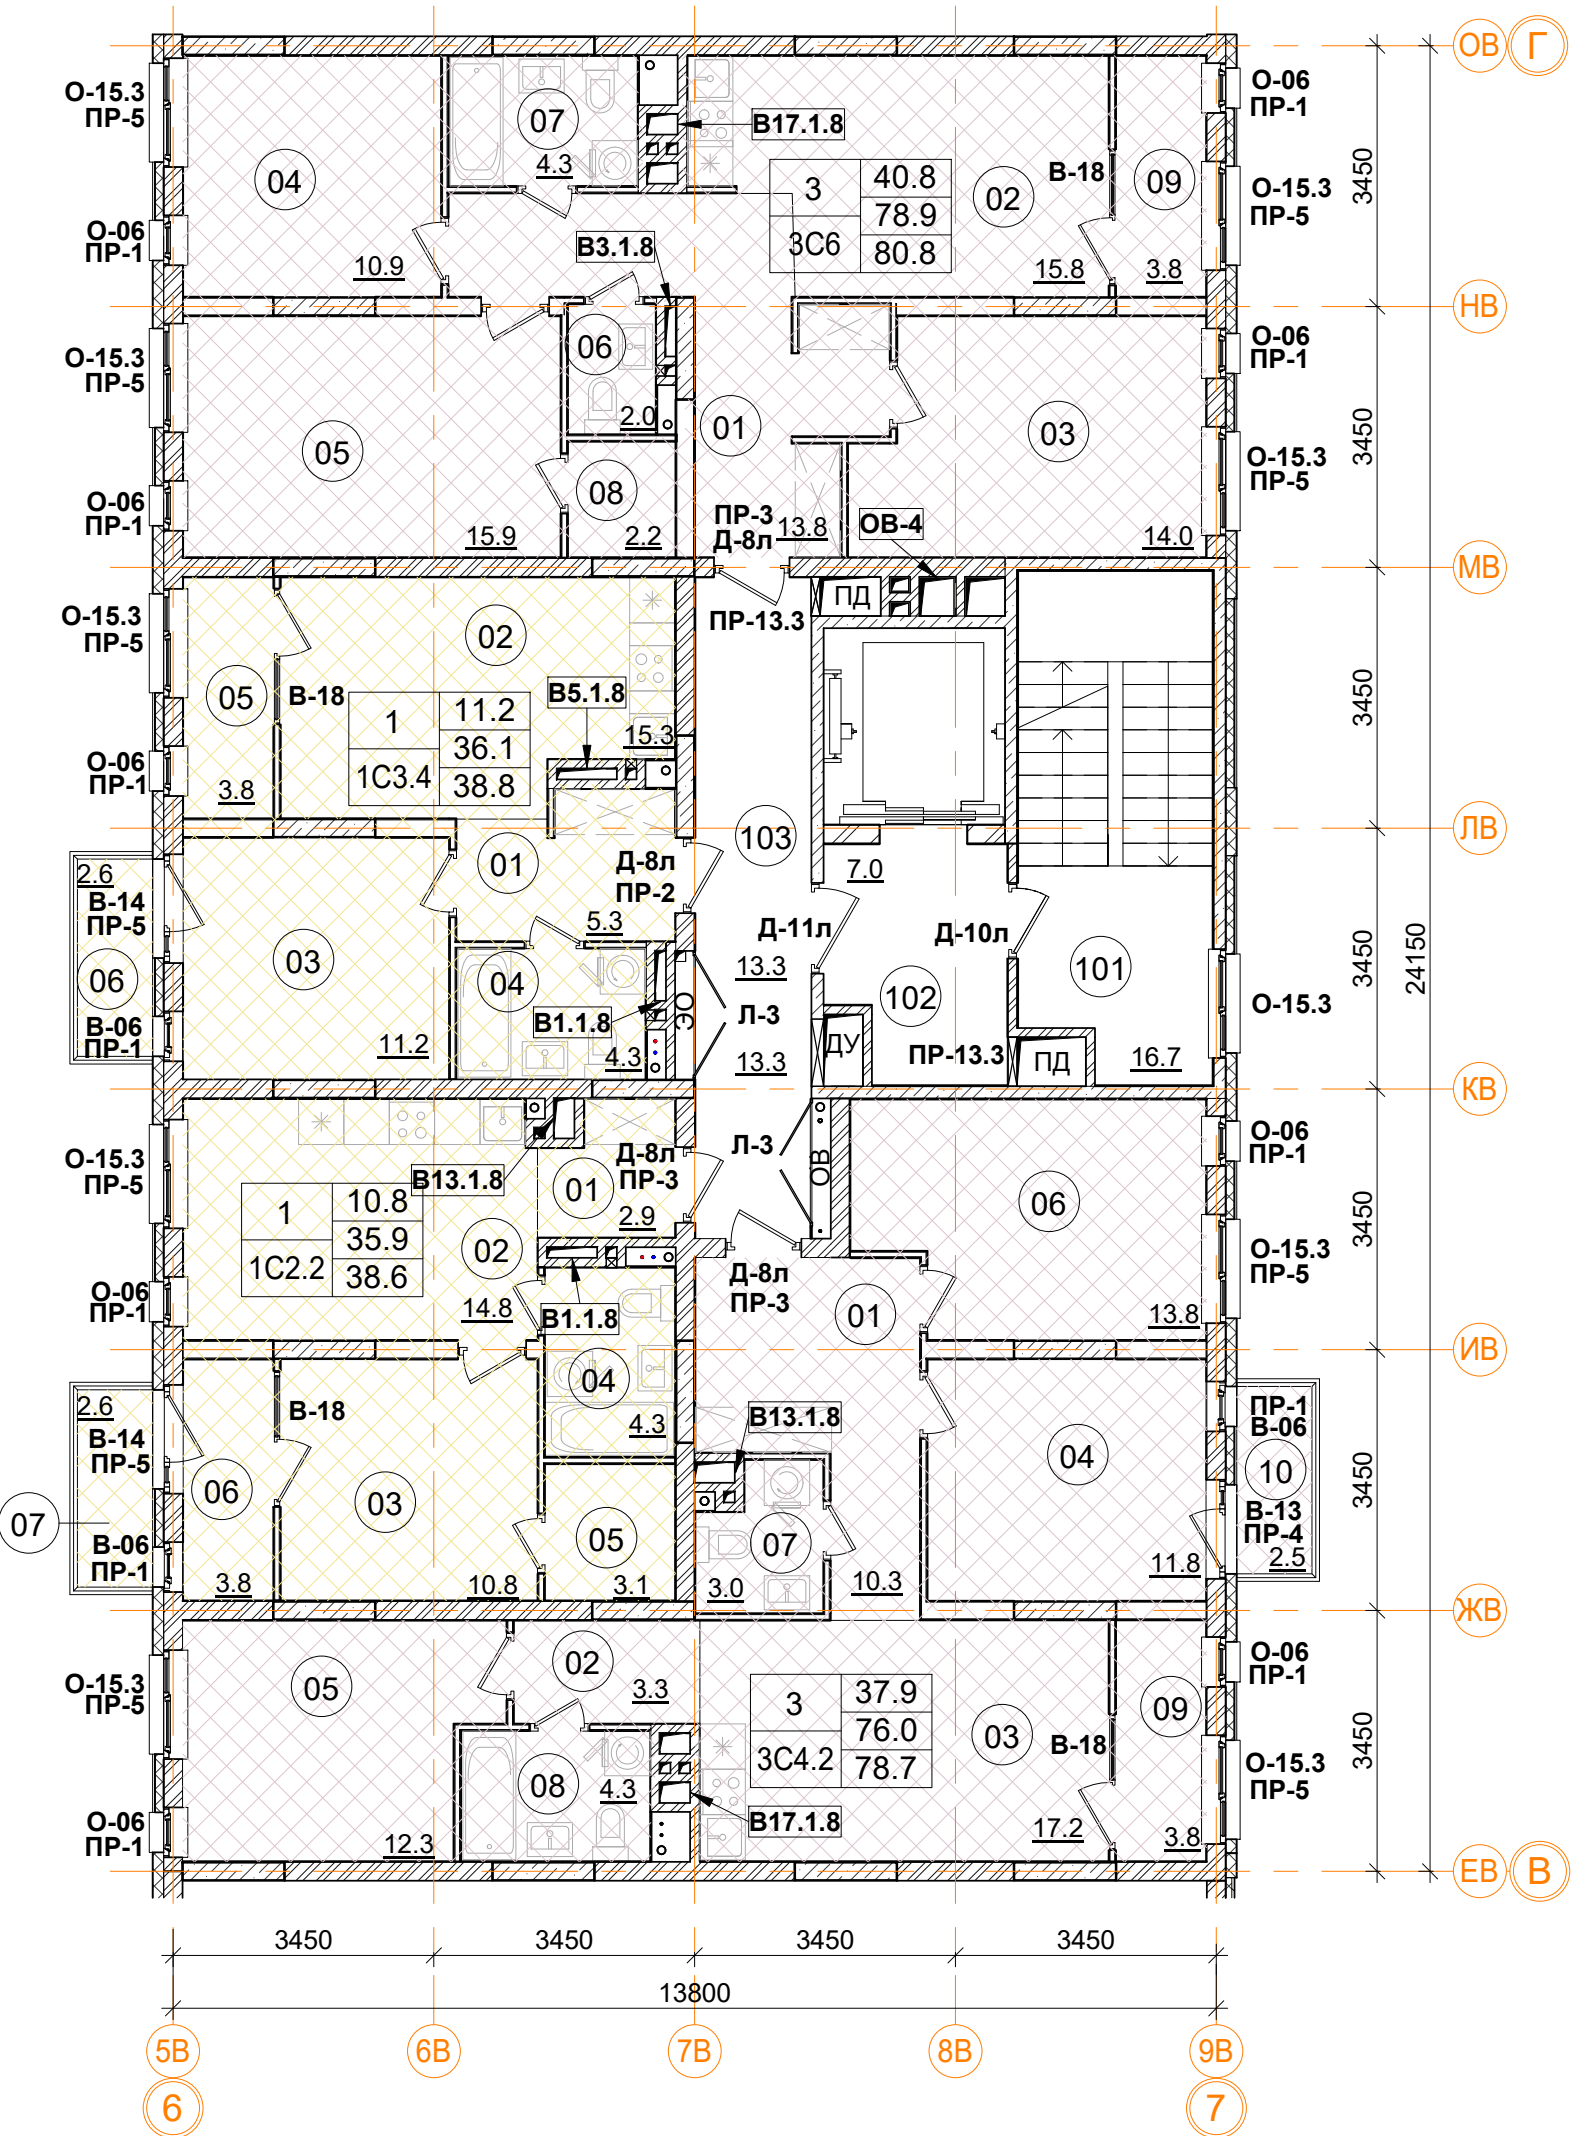 ОВ Г
О-15.3
ПР-5
07
4.3
В17.1.8
О-06
ПР-1
04
3
40.8
78.9
3С6
80.8
02
В-18
09
О-15.3
ПР-5
3450
О-06
ПР-1
10.9
В3.1.8
15.8
3.8
НВ
О-15.3
ПР-5
06
2.0
О-06
ПР-1
05
01
03
3450
О-15.3
ПР-5
О-06
ПР-1
08
15.9
2.2
ПР-3
Д-8л
13.8
ОВ-4
14.0
МВ
О-15.3
ПР-5
02
ПД
ПР-13.3
05
В-18
В5.1.8
1
11.2
36.1
1С3.4
38.8
15.3
3450
О-06
ПР-1
3.8
103
ЛВ
2.6
В-14
ПР-5
01
Д-8л
ПР-2
7.0
5.3
Д-11л
Д-10л
03
04
13.3
101
3450
24150
06
102
О-15.3
В-06
ПР-1
В1.1.8
ОЄ
Л-3
11.2
4.3
13.3
ДУ
ПР-13.3
ПД
16.7
КВ
О-15.3
ПР-5
В13.1.8
Д-8л
ПР-3
Л-3
ОВ
О-06
ПР-1
01
06
1
10.8
35.9
1С2.2
38.6
2.9
02
3450
О-15.3
ПР-5
О-06
ПР-1
14.8
В1.1.8
Д-8л
ПР-3
01
13.8
ИВ
2.6
В-14
ПР-5
В-18
04
4.3
В13.1.8
ПР-1
В-06
04
10
06
03
3450
07
05
07
В-13
ПР-4
В-06
ПР-1
3.8
10.8
3.1
3.0
10.3
11.8
2.5
ЖВ
О-15.3
ПР-5
05
02
3.3
О-06
ПР-1
3
37.9
76.0
3С4.2
78.7
03
В-18
09
3450
О-15.3
ПР-5
08
4.3
В17.1.8
О-06
ПР-1
12.3
17.2
3.8
ЕВ В
3450 3450 3450 3450
13800
5В 6В 7В 8В 9В
6 7